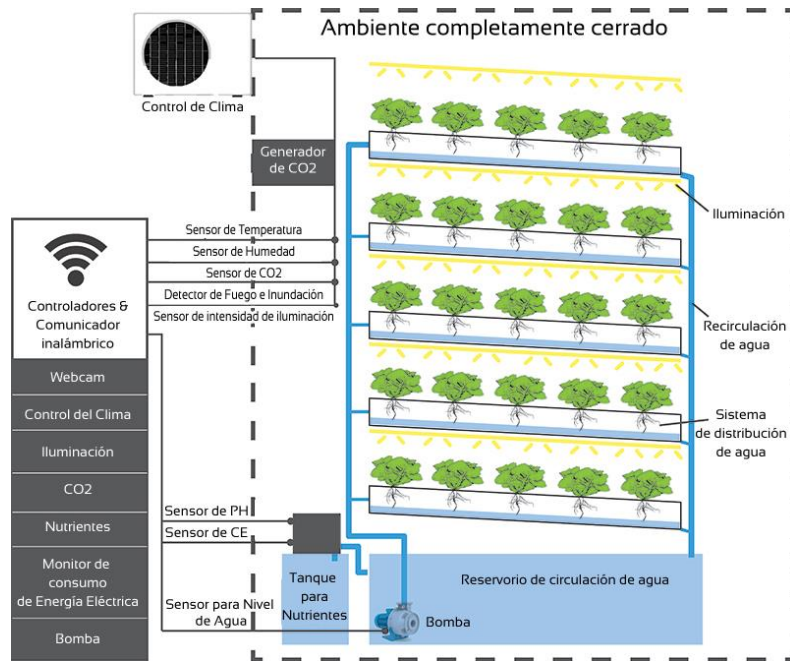 Ambiente completamente cerrado
Control de Clima
Generador
de CO2
Iluminación
Sensor de Temperatura
Sensor de Humedad
Sensor de CO2
Detector de Fuego e Inundación
Sensor de intensidad de iluminación
Controladores &
Comunicador
inalámbrico
Recirculación
de agua
Webcam
Control del Clima
Iluminación
CO2
Nutrientes
Monitor de
consumo
de Energía Eléctrica
Bomba
Sistema
de distribución
de agua
Sensor de PH
Sensor de CE
Sensor para Nivel
de Agua
Tanque
para
Nutrientes
Reservorio de circulación de agua
Bomba